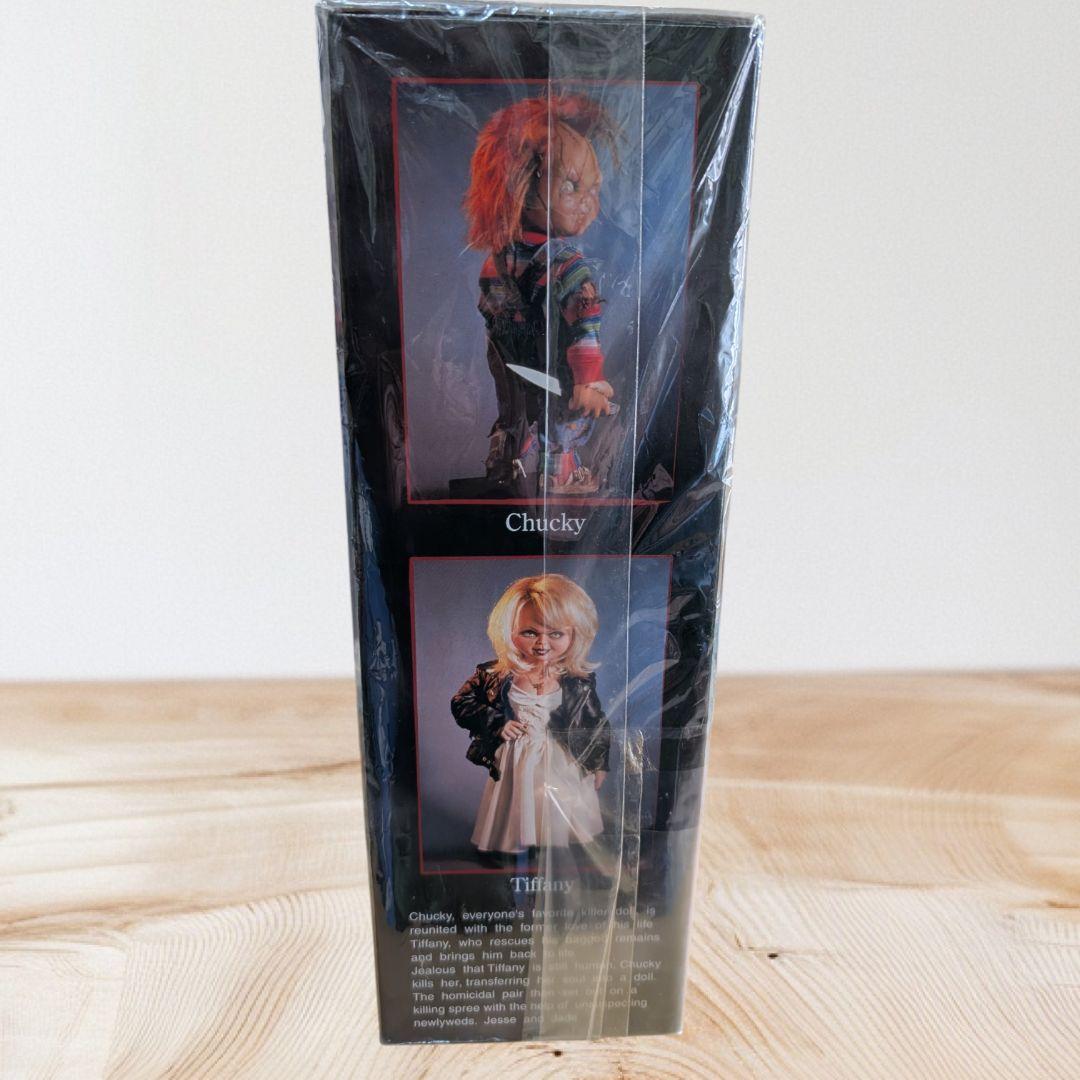 Chucky
Tiffany
Chucky, everyone's favorite killer doll, is
reunited with the former love of his life
Tiffany, who rescues his bagged remains
and brings him back to life.
Jealous that Tiffany is still human, Chucky
kills her, transferring her soul into a doll.
The homicidal pair then set out on a
killing spree with the help of unsuspecting
newlyweds. Jesse and Jade